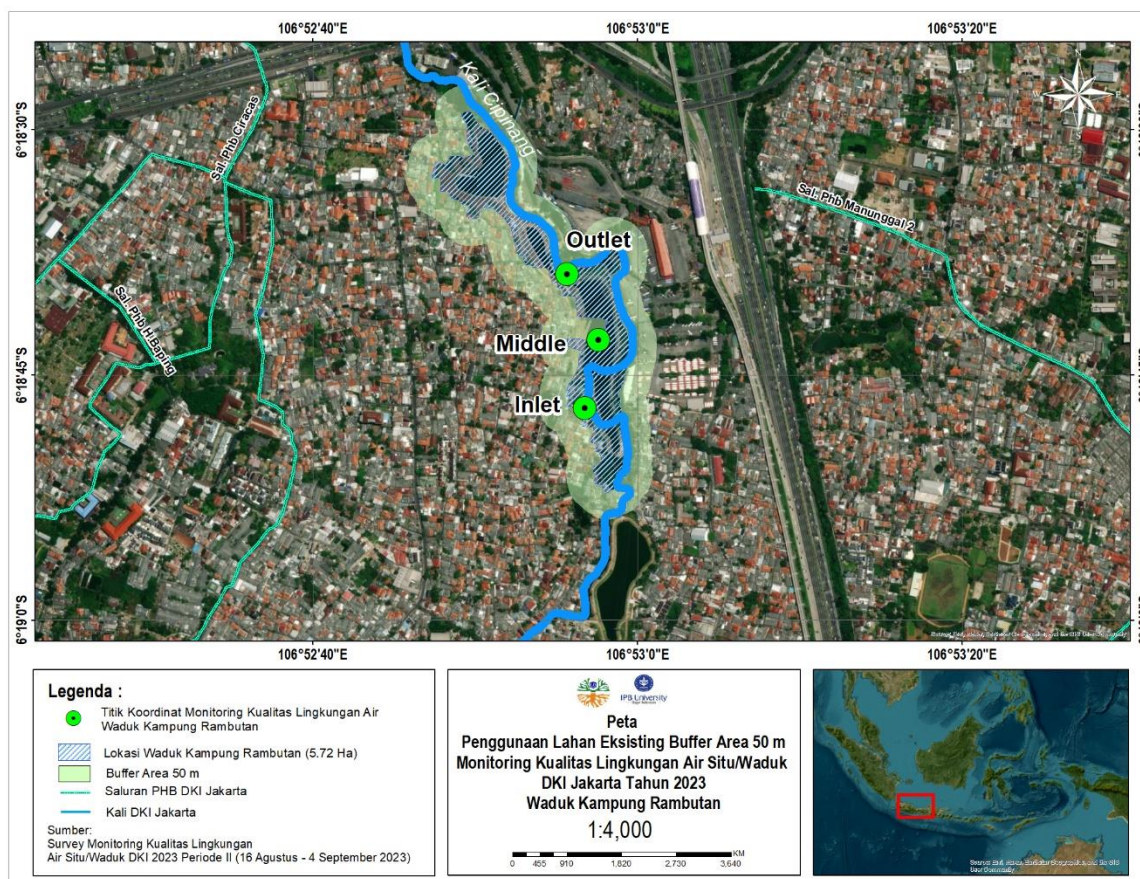 106°52'40"E
106°53'0"E
106°53'20"E
6°18'30"S
6°18'45"S
6°19'0"S
Kali Cipinang
Sal. Phb Ciracas
Sal. Phb Manunggal 2
Outlet
Sal. Phb H.Baping
Middle
Inlet
106°52'40"E
106°53'0"E
106°53'20"E
Legenda :
Titik Koordinat Monitoring Kualitas Lingkungan Air
Waduk Kampung Rambutan
Lokasi Waduk Kampung Rambutan (5.72 Ha)
Buffer Area 50 m
Saluran PHB DKI Jakarta
Kali DKI Jakarta
Sumber:
Survey Monitoring Kualitas Lingkungan
Air Situ/Waduk DKI 2023 Periode II (16 Agustus - 4 September 2023)
IPB University
Peta
Penggunaan Lahan Eksisting Buffer Area 50 m
Monitoring Kualitas Lingkungan Air Situ/Waduk
DKI Jakarta Tahun 2023
Waduk Kampung Rambutan
1:4,000
KM
0 455 910 1,820 2,730 3,640